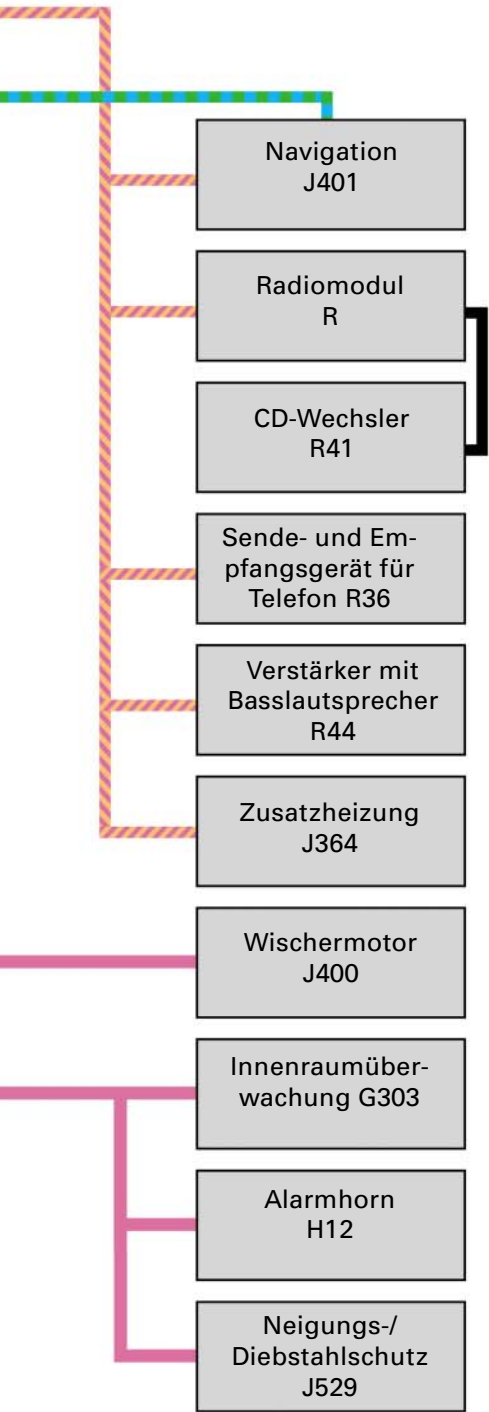 Navigation
J401
Radiomodul
R
CD-Wechsler
R41
Sende- und Em-
pfangsgerät für
Telefon R36
Verstärker mit
Basslautsprecher
R44
Zusatzheizung
J364
Wischermotor
J400
Innenraumüber-
wachung G303
Alarmhorn
H12
Neigungs-/
Diebstahlschutz
J529